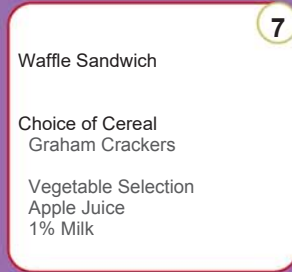 7
Waffle Sandwich
Choice of Cereal
Graham Crackers
Vegetable Selection
Apple Juice
1% Milk